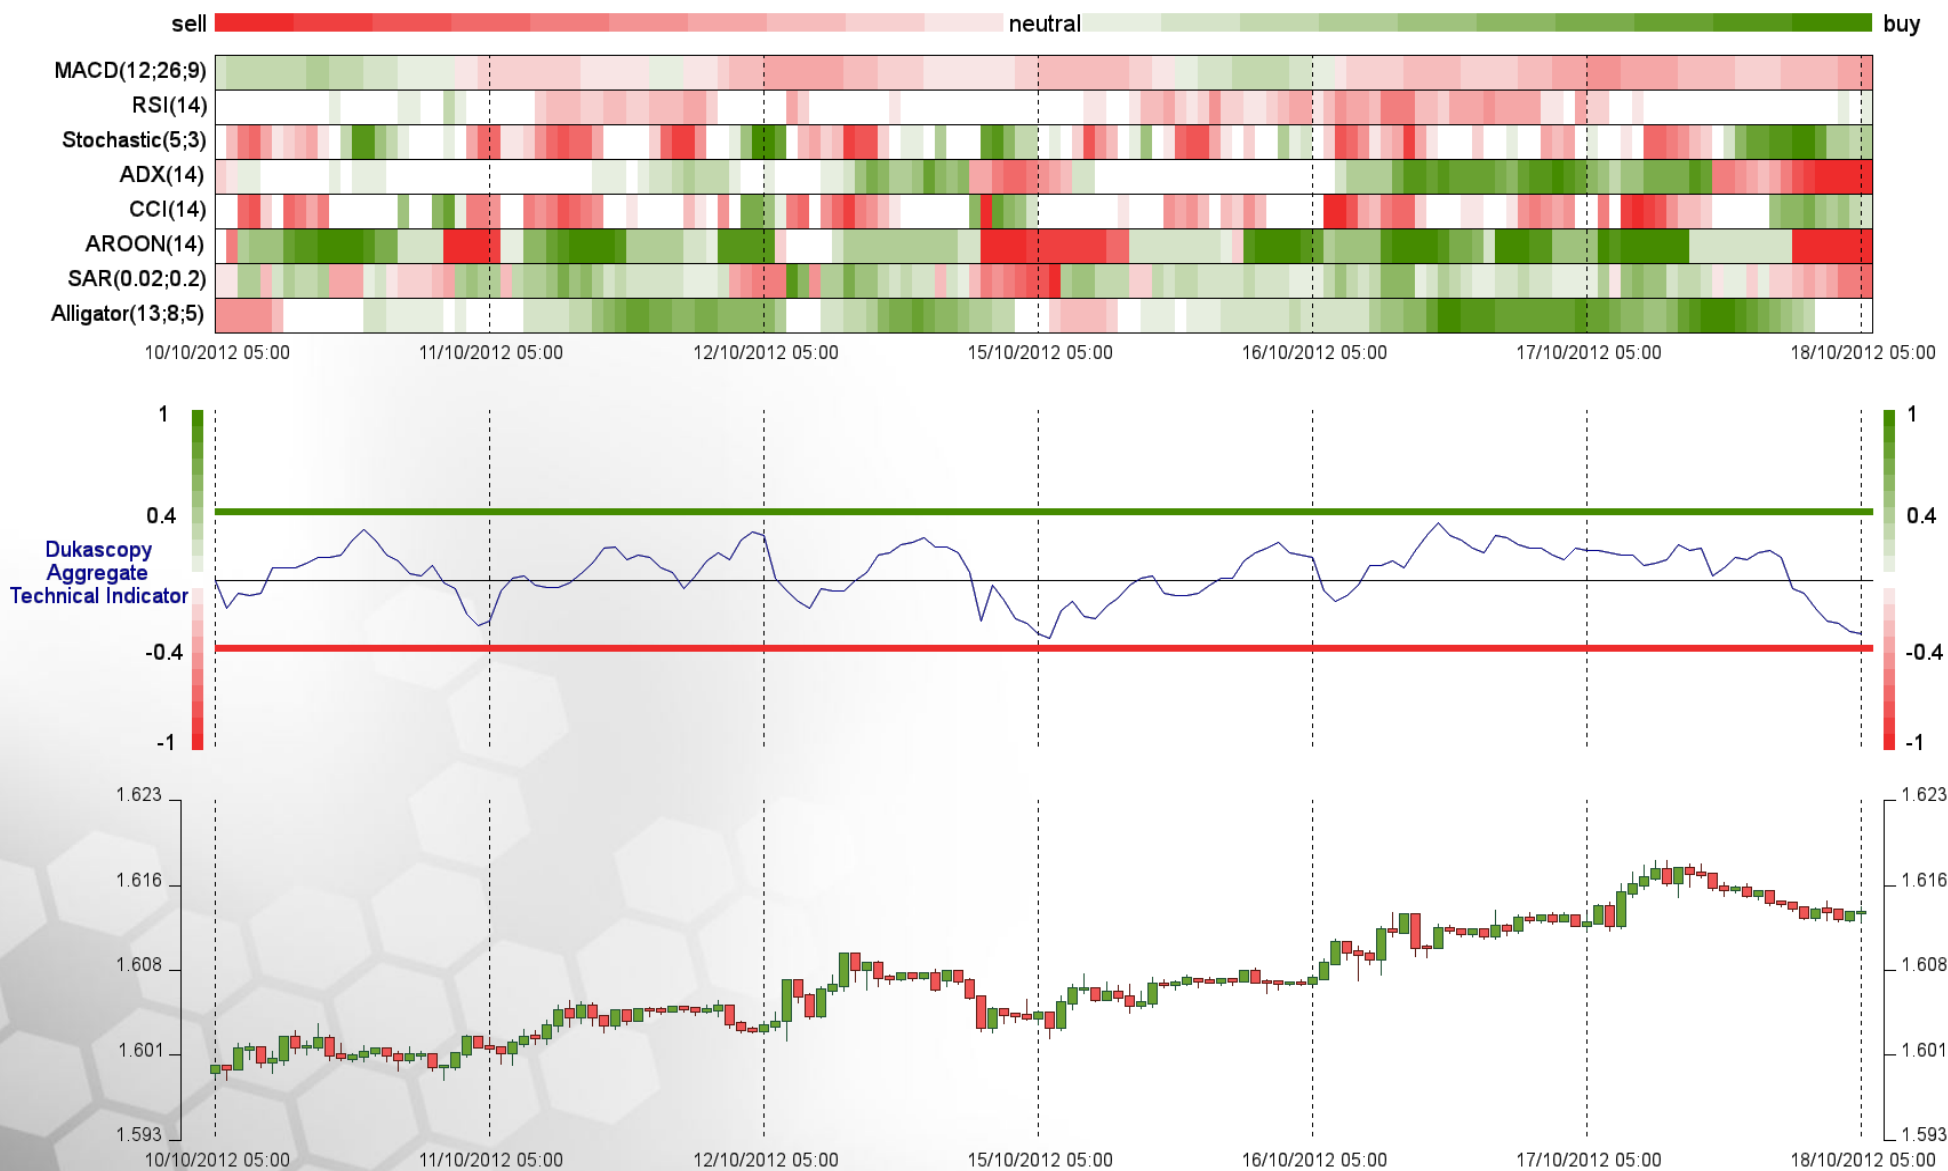 sell neutral buy
MACD(12;26;9)
RSI(14)
Stochastic(5;3)
ADX(14)
CCI(14)
AROON(14)
SAR(0.02;0.2)
Alligator(13;8;5)
10/10/2012 05:00 11/10/2012 05:00 12/10/2012 05:00 15/10/2012 05:00 16/10/2012 05:00 17/10/2012 05:00 18/10/2012 05:00
1 1
0.4 0.4
Dukascopy
Aggregate
Technical Indicator
-0.4 -0.4
-1 -1
1.623 1.623
1.616 1.616
1.608 1.608
1.601 1.601
1.593 1.593
10/10/2012 05:00 11/10/2012 05:00 12/10/2012 05:00 15/10/2012 05:00 16/10/2012 05:00 17/10/2012 05:00 18/10/2012 05:00